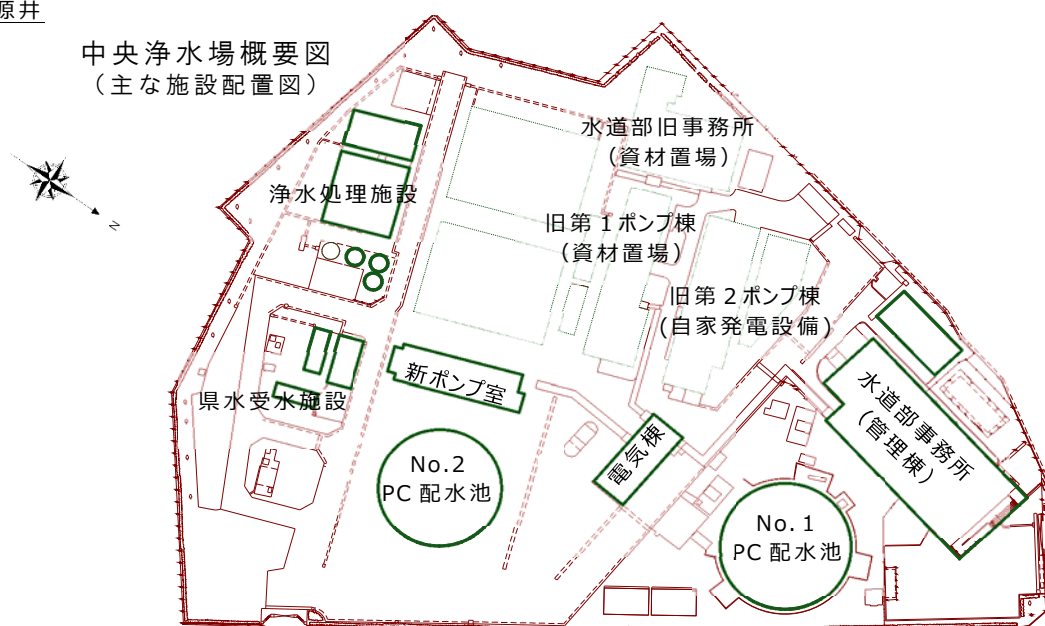 源井
中央浄水場概要図
（主な施設配置図）
水道部旧事務所
（資材置場）
浄水処理施設
旧第１ポンプ棟
（資材置場）
N
旧第２ポンプ棟
(自家発電設備)
新ポンプ室
県水受水施設
水道部事務所
(管理棟)
電気棟
No.2
PC 配水池
No.1
PC 配水池